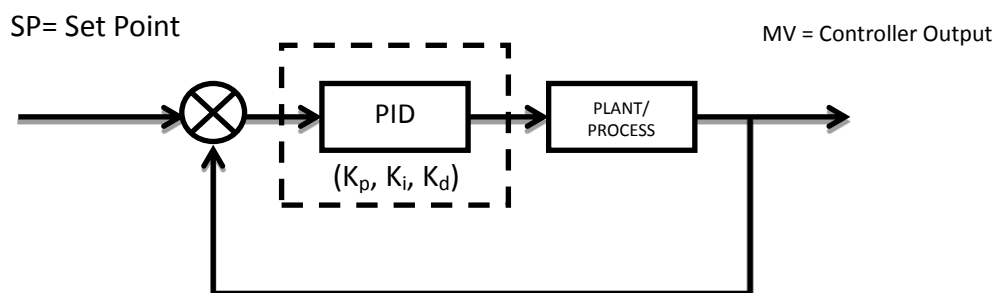 SP= Set Point
MV = Controller Output
PID
PLANT/
PROCESS
(Kp, Ki, Kd)